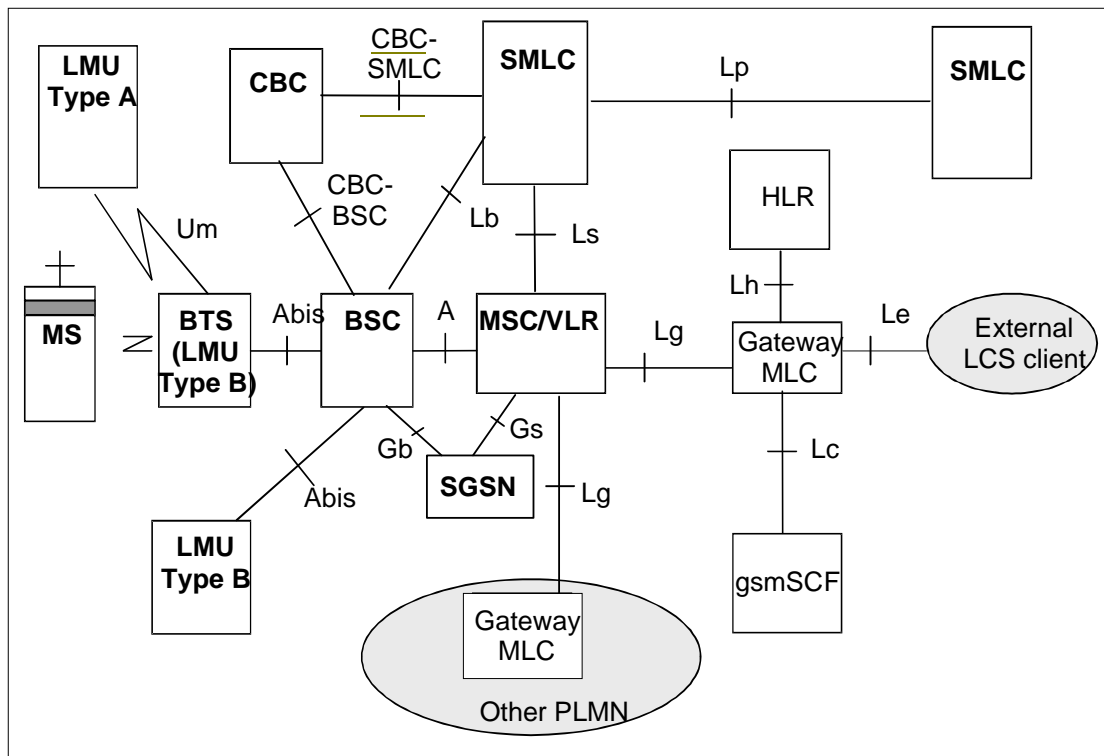 LMU
Type A
CBC
CBC-
SMLC
SMLC
Lp
SMLC
Um
CBC-
BSC
Lb
Ls
HLR
Lh
MS
BTS
(LMU
Type B)
Abis
BSC
A
MSC/VLR
Lg
Gateway
MLC
Le
External
LCS client
Gb
Gs
SGSN
Abis
Lg
Lc
LMU
Type B
gsmSCF
Gateway
MLC
Other PLMN